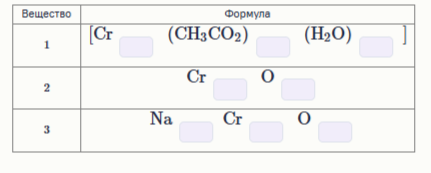 Вещество Формула
1 [Cr (CH₃CO₂) (H₂O) ]
2 Cr O
3 Na Cr O